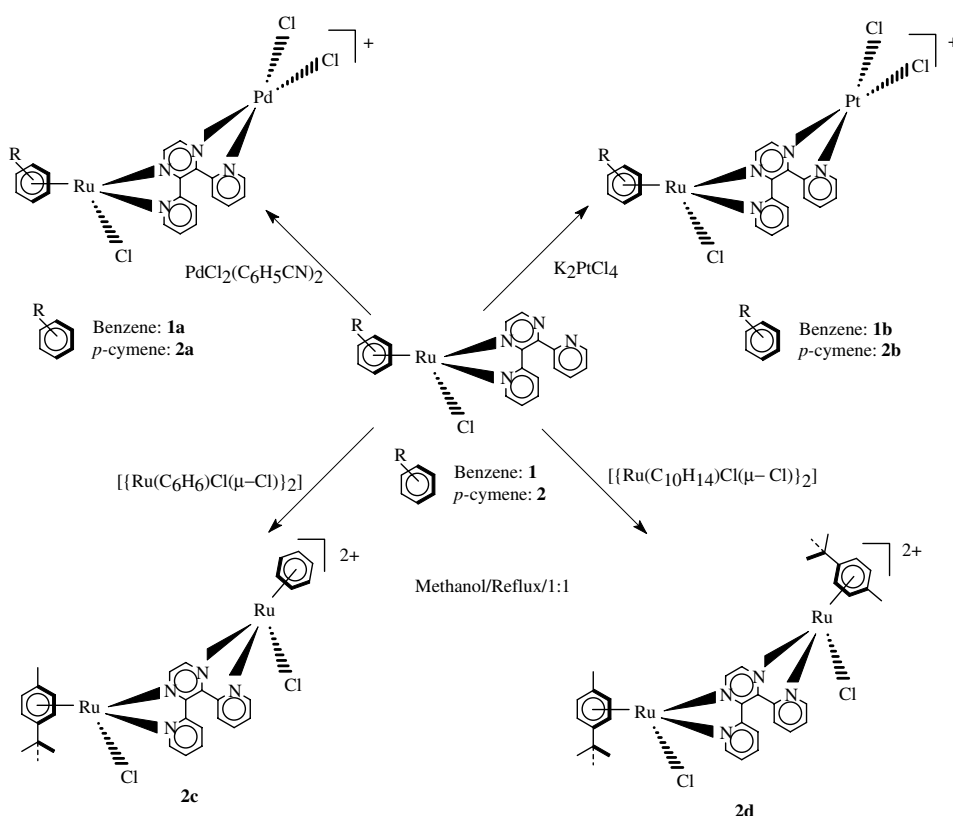 Cl
Cl
+
Pd
R
N
N
N
Ru
N
Cl
PdCl2(C6H5CN)2
Cl
Cl
+
Pt
R
N
N
N
Ru
N
Cl
K2PtCl4
R
Benzene: 1a
p-cymene: 2a
R
N
N
N
Ru
N
Cl
R
Benzene: 1b
p-cymene: 2b
[{Ru(C6H6)Cl(μ−Cl)}2]
R
Benzene: 1
p-cymene: 2
[{Ru(C10H14)Cl(μ− Cl)}2]
Methanol/Reflux/1:1
2+
Ru
Cl
N
N
N
Ru
N
Cl
2c
2+
Ru
Cl
N
N
N
Ru
N
Cl
2d